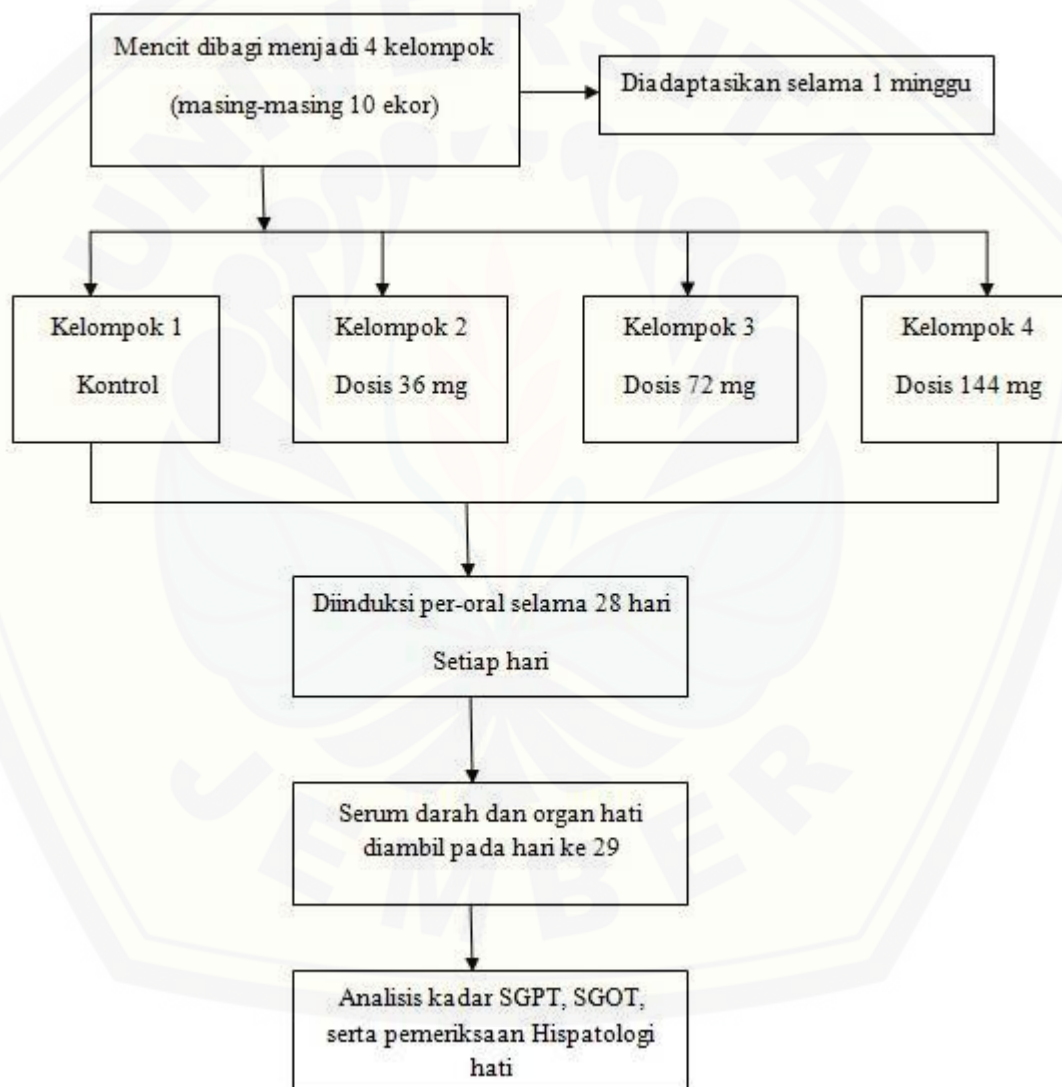 Mencit dibagi menjadi 4 kelompok
(masing-masing 10 ekor)
Diadaptasikan selama 1 minggu
Kelompok 1
Kontrol
Kelompok 2
Dosis 36 mg
Kelompok 3
Dosis 72 mg
Kelompok 4
Dosis 144 mg
Diinduksi per-oral selama 28 hari
Setiap hari
Serum darah dan organ hati
diambil pada hari ke 29
Analisis kadar SGPT, SGOT,
serta pemeriksaan Hispatologi
hati
UNIVERSITAS
JEMBER